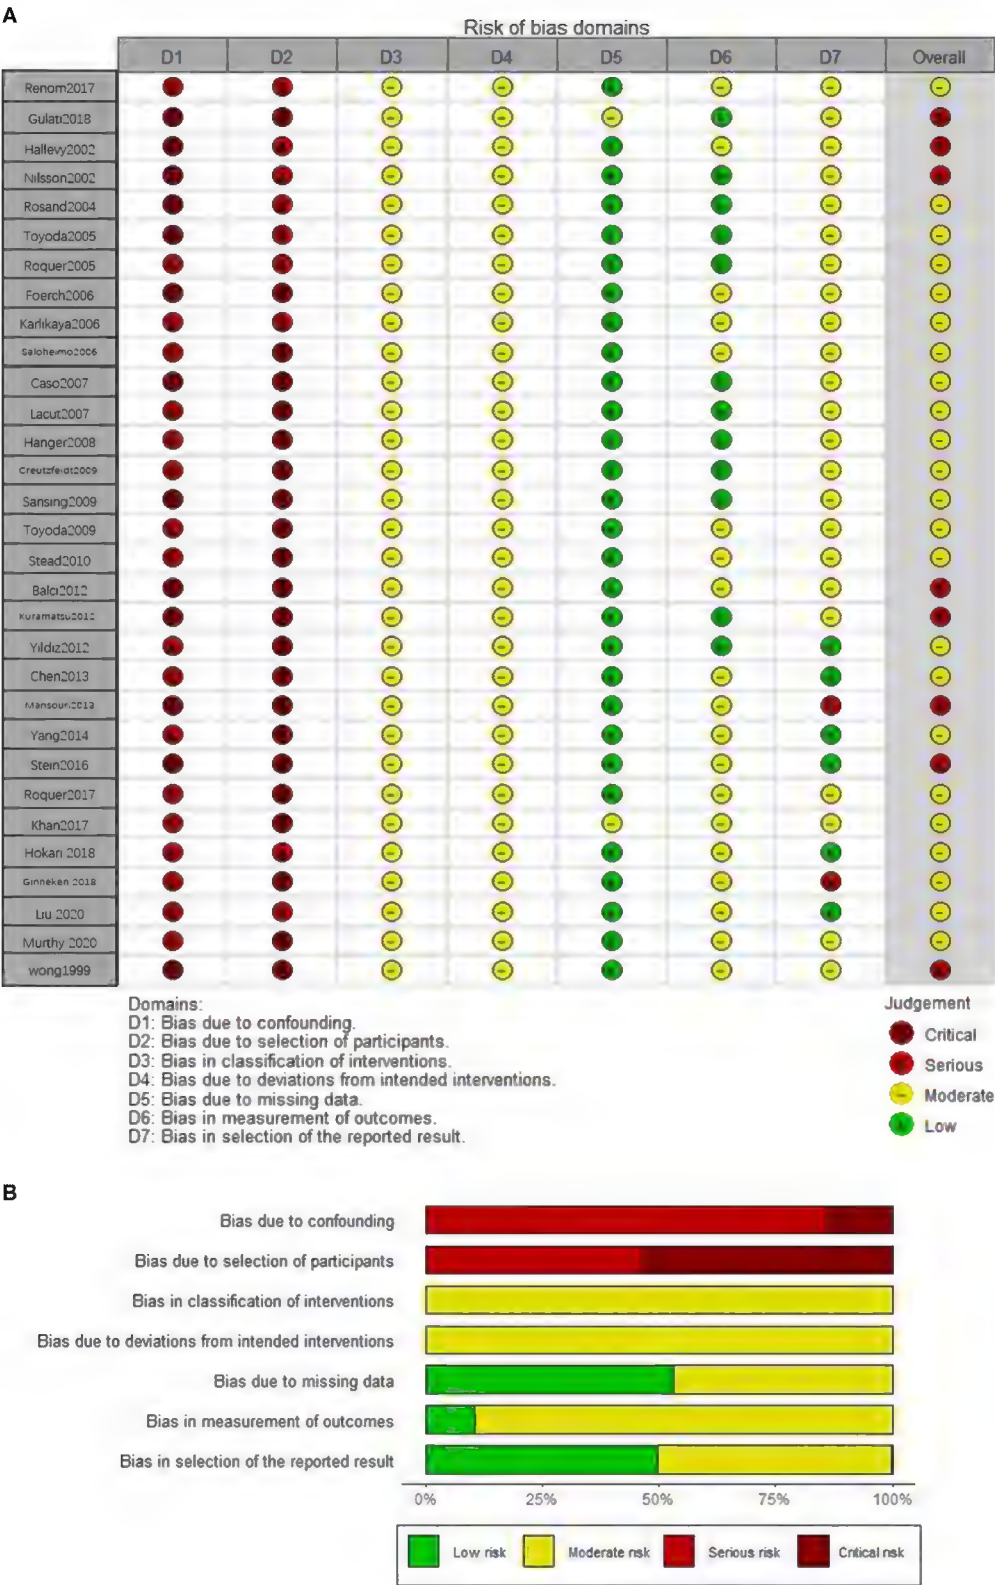 A
Risk of bias domains
D1 D2 D3 D4 D5 D6 D7 Overall
Renom2017
Gulati2018
Hallevy2002
Nilsson2002
Rosand2004
Toyoda2005
Roquer2005
Foerch2006
Karlikaya2006
Saloheimo2006
Caso2007
Lacut2007
Hanger2008
Creutzfeldt2009
Sansing2009
Toyoda2009
Stead2010
Balci2012
Kuramatsu2012
Yildiz2012
Chen2013
Mansouri2013
Yang2014
Stein2016
Roquer2017
Khan2017
Hokari 2018
Ginneken 2018
Liu 2020
Murthy 2020
wong1999
Domains:
D1: Bias due to confounding.
D2: Bias due to selection of participants.
D3: Bias in classification of interventions.
D4: Bias due to deviations from intended interventions.
D5: Bias due to missing data.
D6: Bias in measurement of outcomes.
D7: Bias in selection of the reported result.
Judgement
Critical
Serious
Moderate
Low
B
Bias due to confounding
Bias due to selection of participants
Bias in classification of interventions
Bias due to deviations from intended interventions
Bias due to missing data
Bias in measurement of outcomes
Bias in selection of the reported result
0% 25% 50% 75% 100%
Low risk Moderate risk Serious risk Critical risk